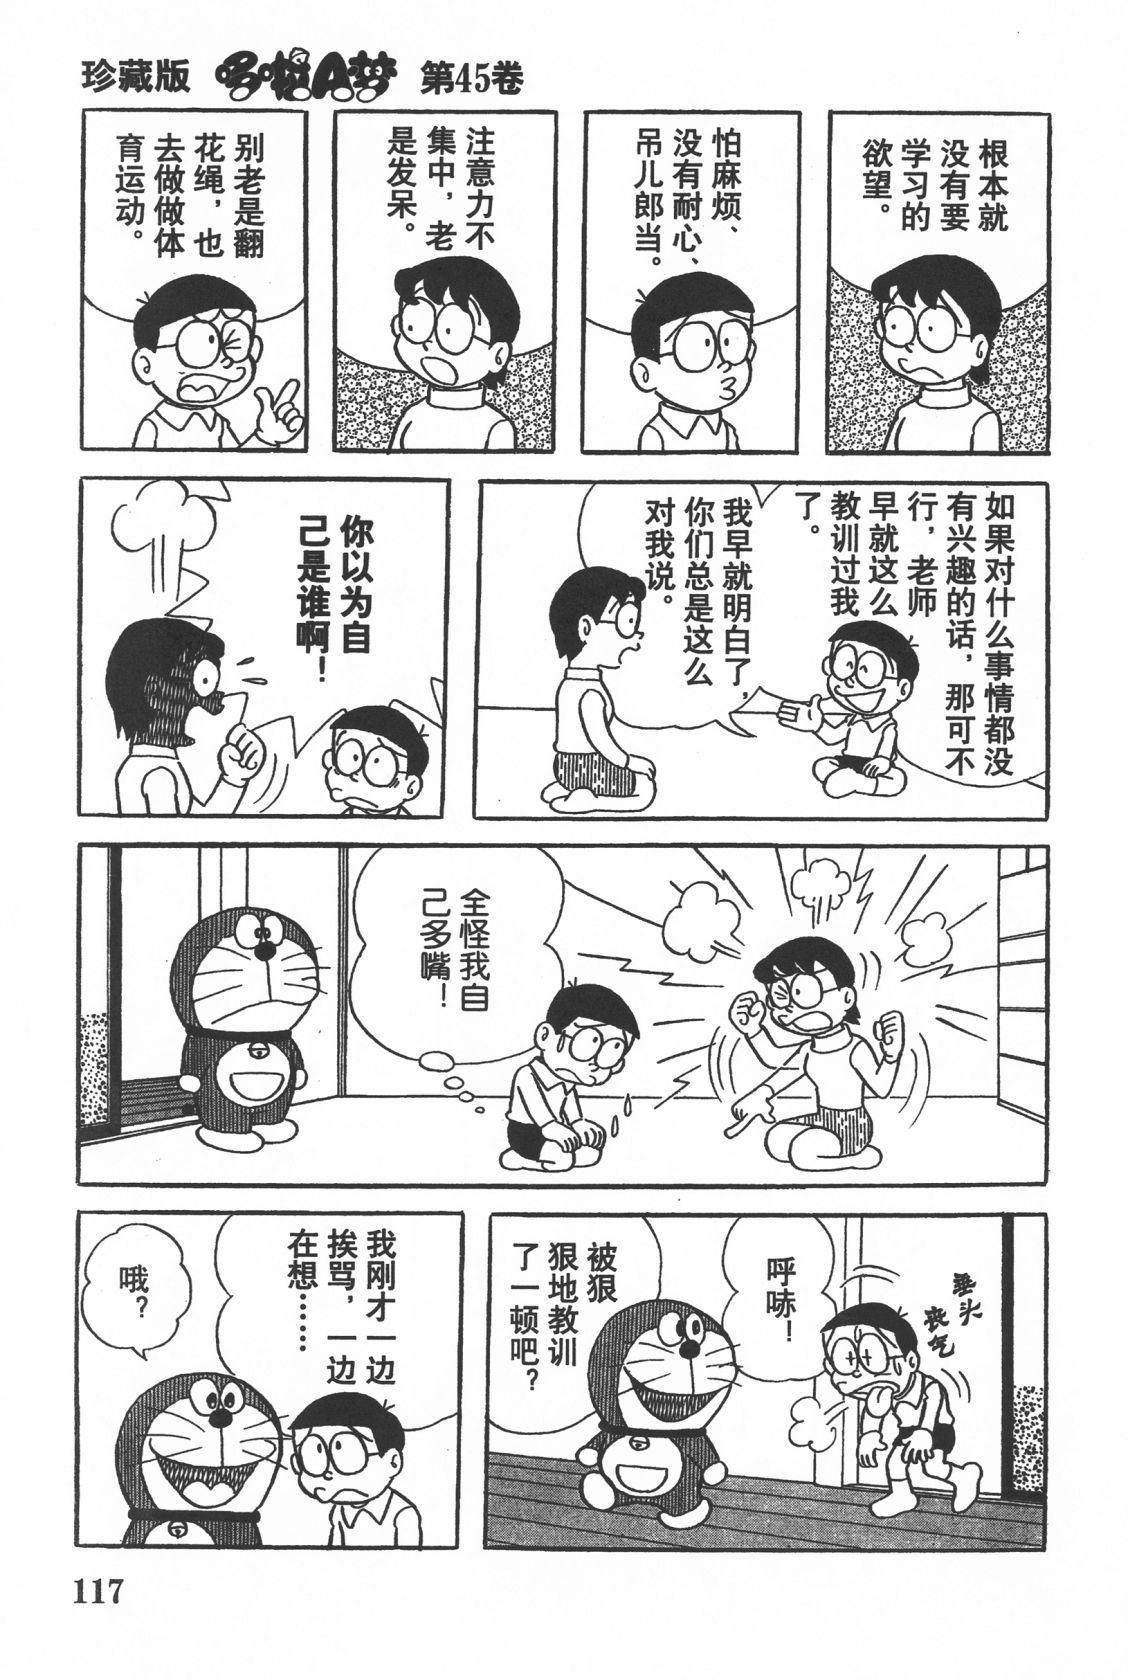 珍藏版 哆啦A梦 第45卷
根本就
没有要
学习的
欲望。
怕麻烦、
没有耐心、
吊儿郎当。
注意力不
集中，老
是发呆。
别老是翻
花绳，也
去做做体
育运动。
如果对什么事情都没
有兴趣的话，那可不
行，老师
早就这么
教训过我
了。
我早就明白了，
你们总是这么
对我说。
你以为自
己是谁啊！
全怪我自
己多嘴！
呼哧！
垂头
丧气
被狠
狠地教训
了一顿吧？
我刚才一边
挨骂，一边
在想……
哦？
117